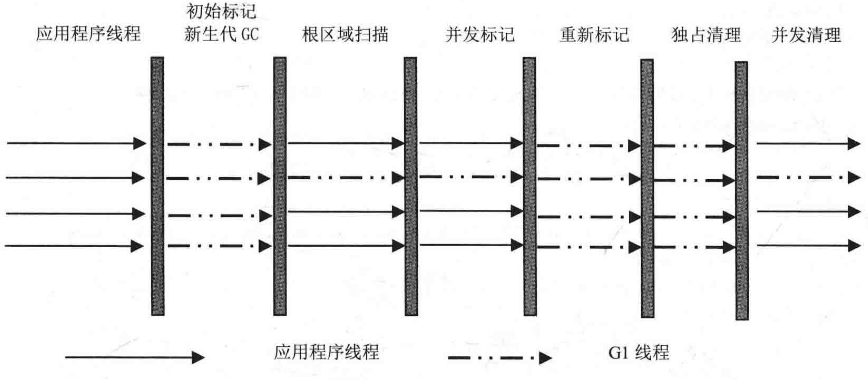 应用程序线程
初始标记
新生代 GC
根区域扫描
并发标记
重新标记
独占清理
并发清理
应用程序线程
G1 线程